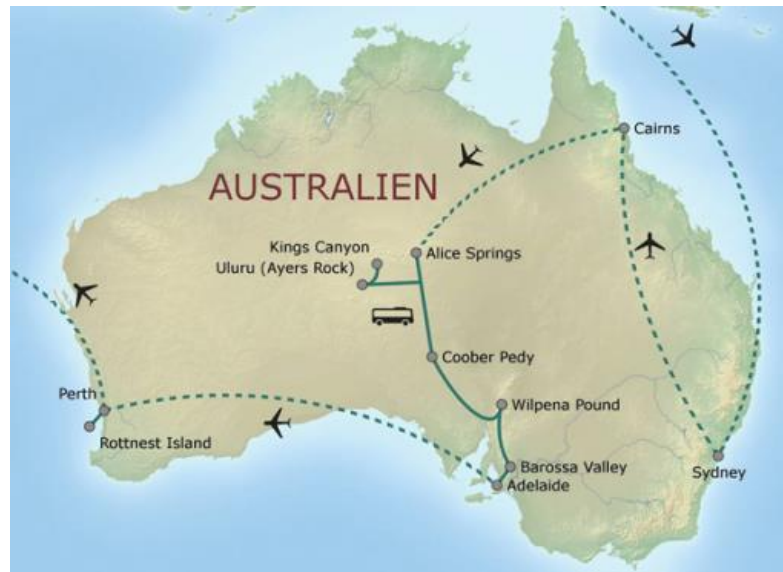 Cairns
AUSTRALIEN
Kings Canyon
Alice Springs
Uluru (Ayers Rock)
Coober Pedy
Perth
Wilpena Pound
Rottnest Island
Barossa Valley
Sydney
Adelaide